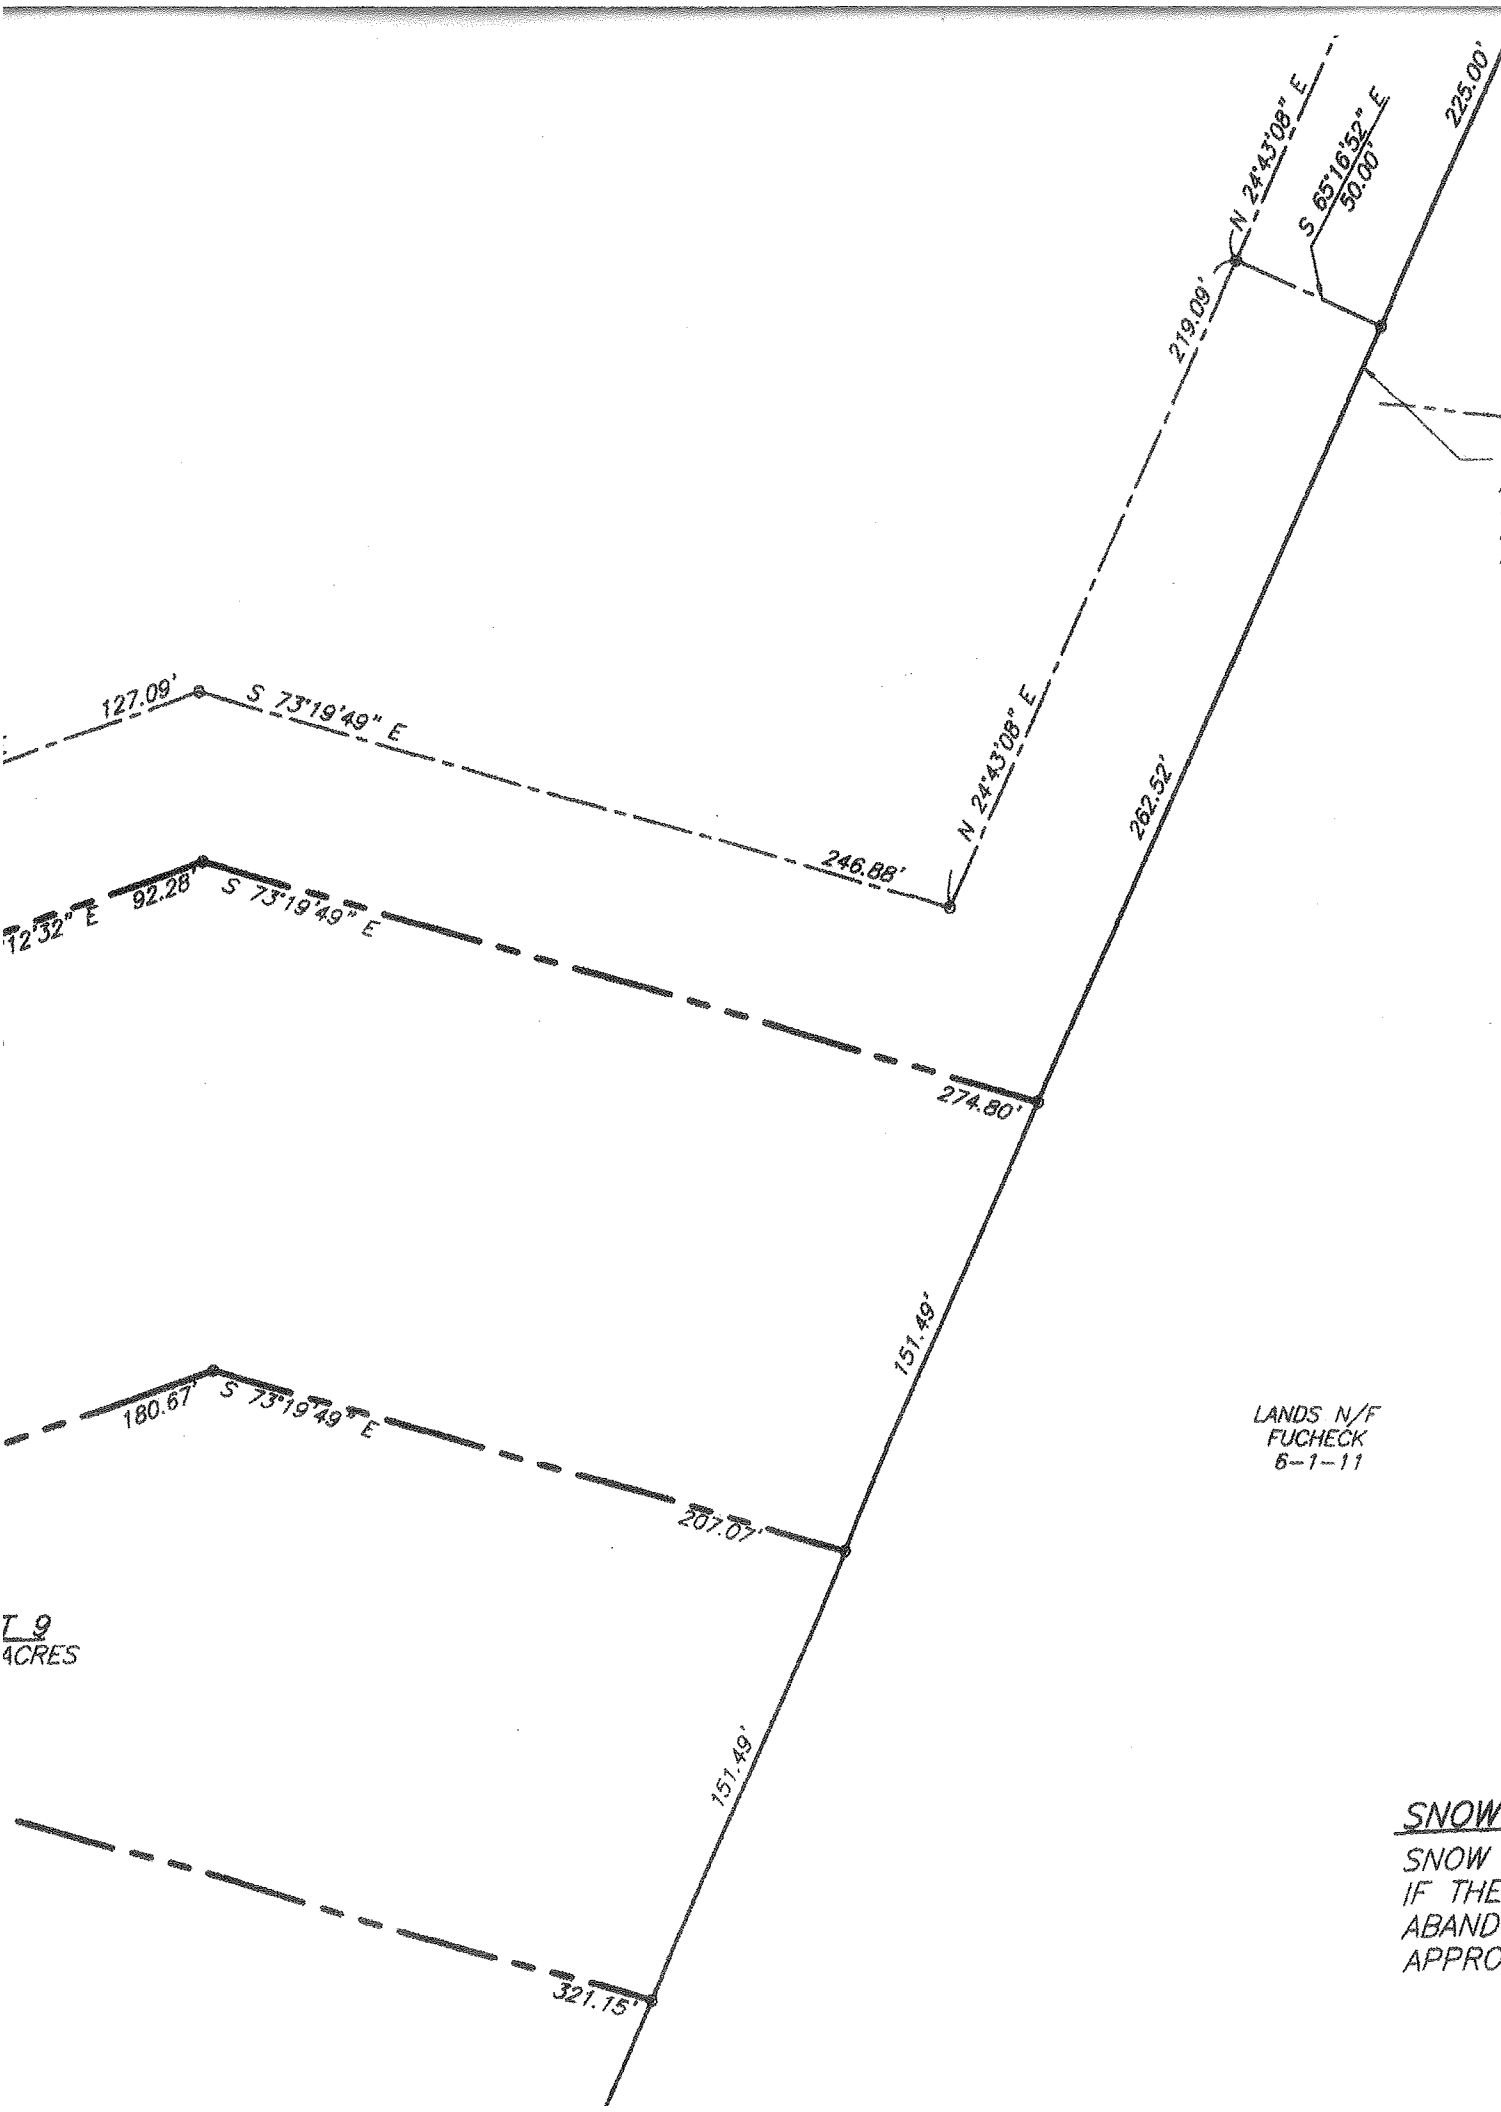 225.00'
N 24°43'08" E
S 65°16'52" E
50.00'
219.09'
127.09'
S 73°19'49" E
N 24°43'08" E
262.52'
246.88'
12'32" E
92.28'
S 73°19'49" E
274.80'
151.49'
180.67'
S 73°19'49" E
207.07'
LANDS N/F
FUCHECK
6-1-11
T 9
ACRES
151.49'
321.15'
SNOW
SNOW
IF THE
ABAND
APPRO